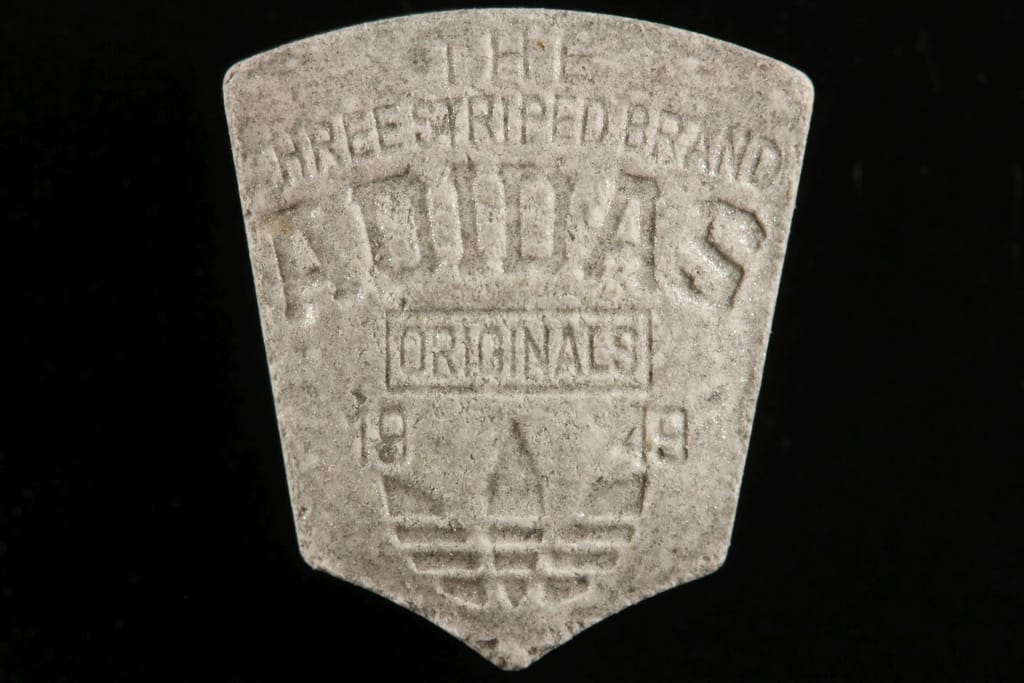 THE
THREE STRIPED BRAND
ADIDAS
ORIGINALS
19 49